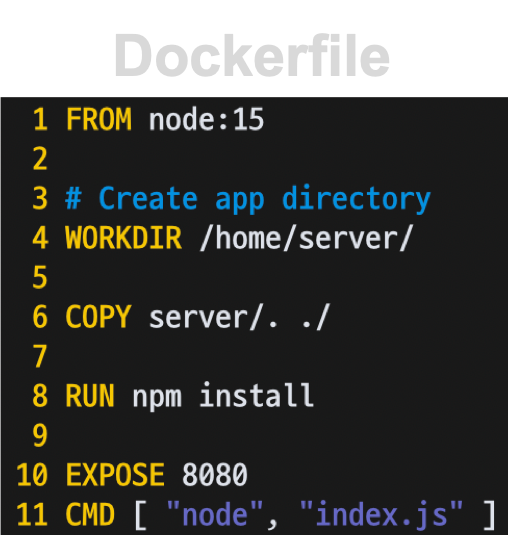 Dockerfile
1 FROM node:15
2
3 # Create app directory
4 WORKDIR /home/server/
5
6 COPY server/. ./
7
8 RUN npm install
9
10 EXPOSE 8080
11 CMD [ "node", "index.js" ]